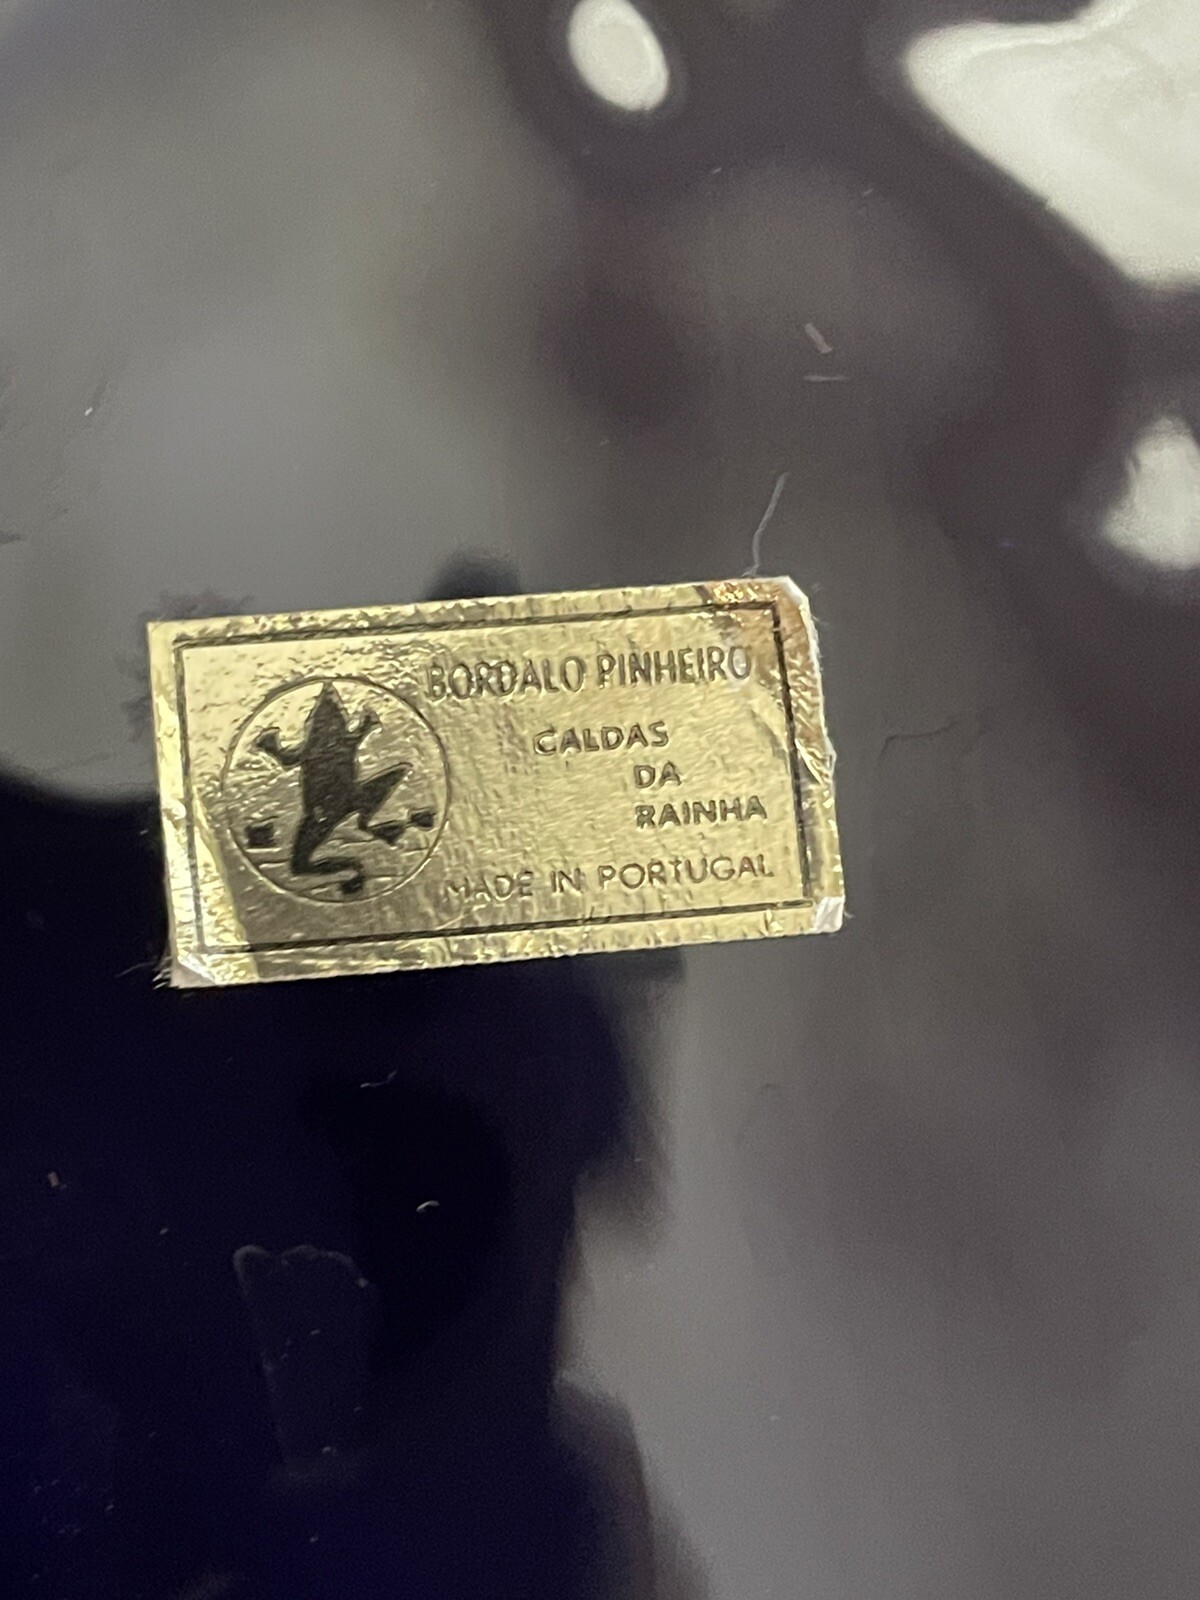 BORDALO PINHEIRO
CALDAS
DA
RAINHA
MADE IN PORTUGAL